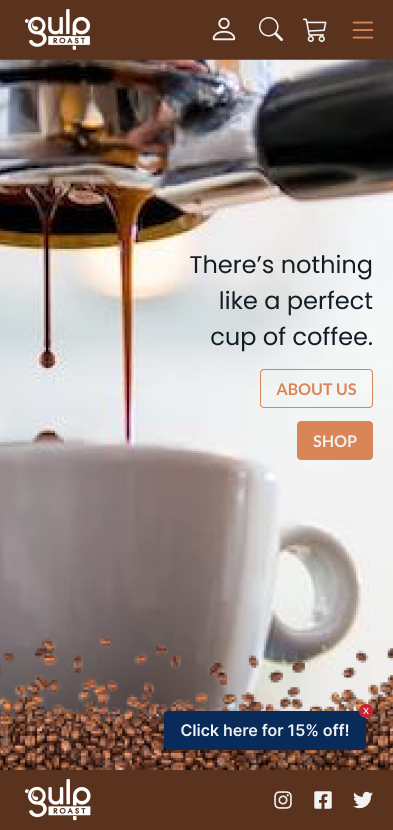 gulp
ROAST
There's nothing
like a perfect
cup of coffee.
ABOUT US
SHOP
X
Click here for 15% off!
gulp
ROAST